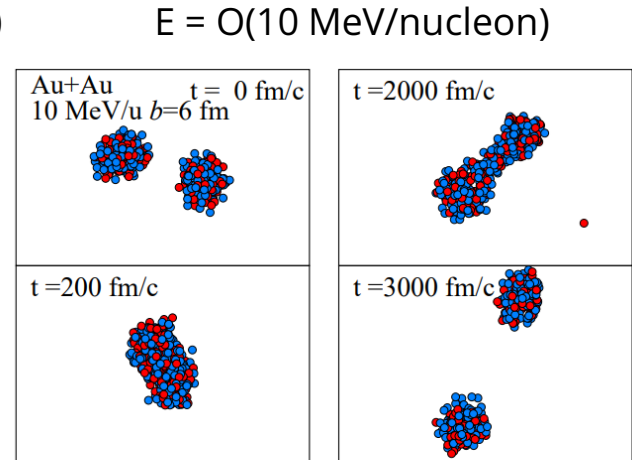 ) E = O(10 MeV/nucleon)
Au+Au t = 0 fm/c
10 MeV/u b=6 fm
t =2000 fm/c
t =200 fm/c
t =3000 fm/c